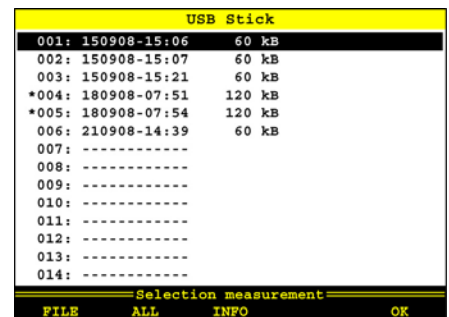 USB Stick
001: 150908-15:06 60 kB
002: 150908-15:07 60 kB
003: 150908-15:21 60 kB
*004: 180908-07:51 120 kB
*005: 180908-07:54 120 kB
006: 210908-14:39 60 kB
007: ------------
008: ------------
009: ------------
010: ------------
011: ------------
012: ------------
013: ------------
014: ------------
Selection measurement
FILE ALL INFO OK